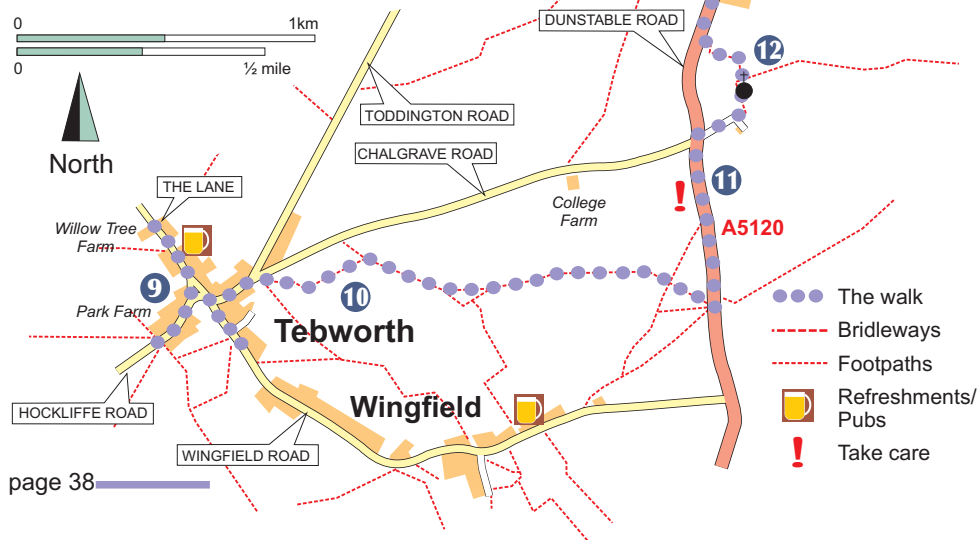 0 1km
0 ½ mile
North
DUNSTABLE ROAD
12
TODDINGTON ROAD
CHALGRAVE ROAD
THE LANE
11
!
College
Farm
A5120
Willow Tree
Farm
9
10
Park Farm
Tebworth
The walk
Bridleways
Footpaths
Refreshments/
Pubs
! Take care
HOCKLIFFE ROAD
Wingfield
WINGFIELD ROAD
page 38